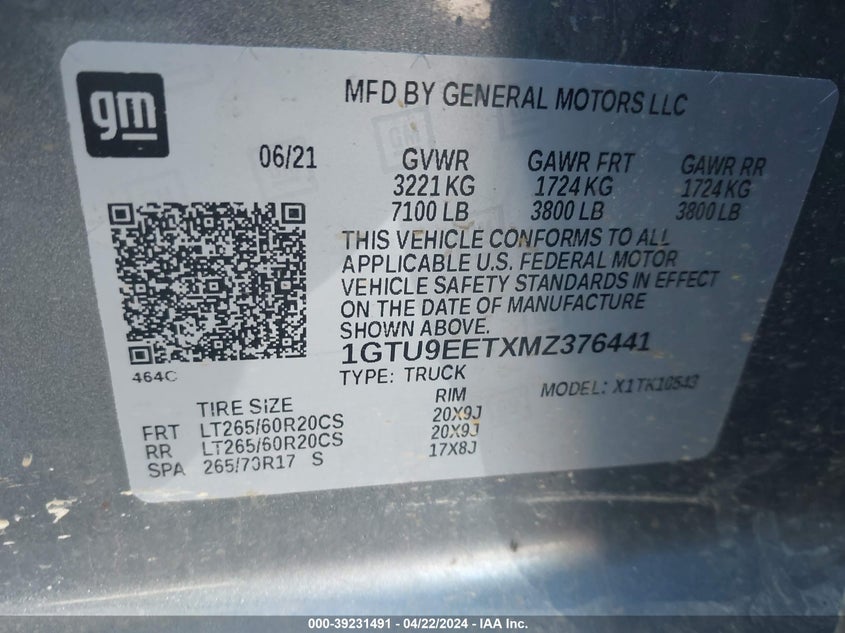 gm
MFD BY GENERAL MOTORS LLC
06/21 GVWR GAWR FRT GAWR RR
3221 KG 1724 KG 1724 KG
7100 LB 3800 LB 3800 LB
THIS VEHICLE CONFORMS TO ALL
APPLICABLE U.S. FEDERAL MOTOR
VEHICLE SAFETY STANDARDS IN EFFECT
ON THE DATE OF MANUFACTURE
SHOWN ABOVE.
1GTU9EETXMZ376441
464C TYPE: TRUCK MODEL: X1TK10543
TIRE SIZE RIM
FRT LT265/60R20CS 20X9J
RR LT265/60R20CS 20X9J
SPA 265/70R17 S 17X8J
000-39231491 - 04/22/2024 - IAA Inc.